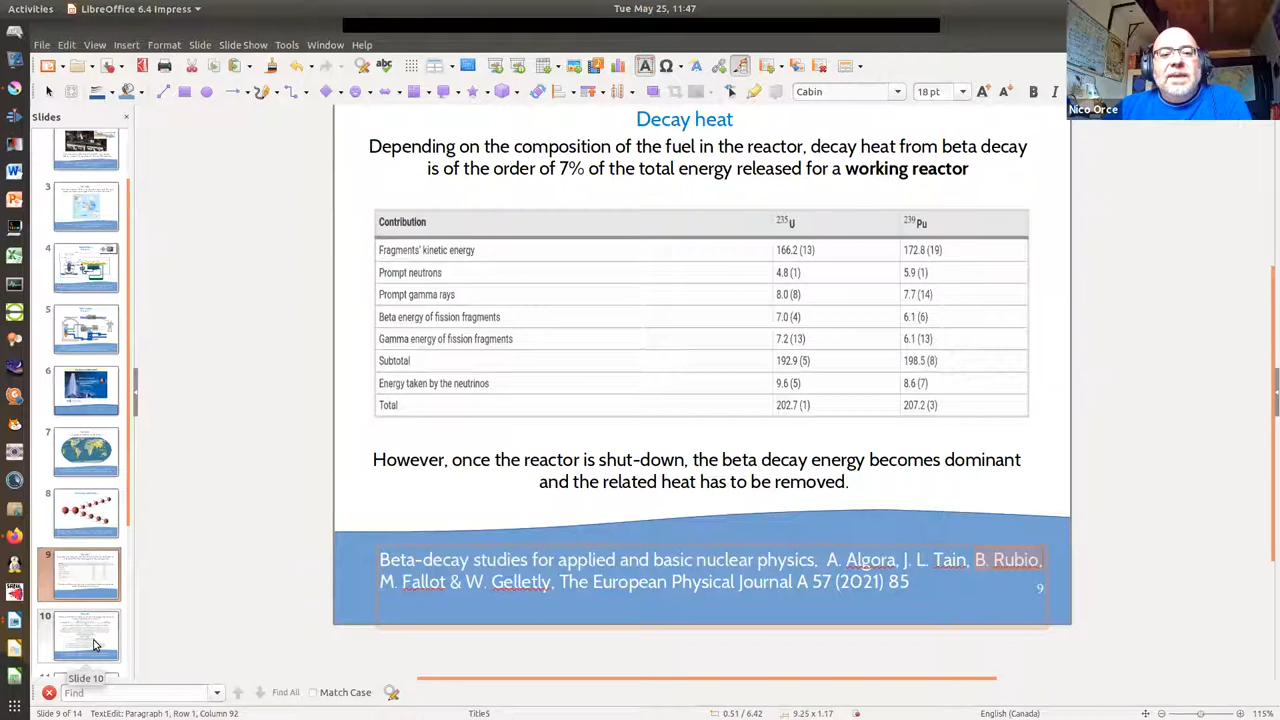 Activities
LibreOffice 6.4 Impress
Tue May 25, 11:47
File Edit View Insert Format Slide Slide Show Tools Window Help
Cabin
18 pt
Nico Orce
Slides
3
4
5
6
7
8
9
10
Slide 10
Decay heat
Depending on the composition of the fuel in the reactor, decay heat from beta decay
is of the order of 7% of the total energy released for a working reactor
Contribution 235U 239Pu
Fragments' kinetic energy 166.2 (13) 172.8 (19)
Prompt neutrons 4.8 (1) 5.9 (1)
Prompt gamma rays 8.0 (8) 7.7 (14)
Beta energy of fission fragments 7.0 (4) 6.1 (6)
Gamma energy of fission fragments 7.2 (13) 6.1 (13)
Subtotal 192.9 (5) 198.5 (8)
Energy taken by the neutrinos 9.6 (5) 8.6 (7)
Total 202.7 (1) 207.2 (3)
However, once the reactor is shut-down, the beta decay energy becomes dominant
and the related heat has to be removed.
Beta-decay studies for applied and basic nuclear physics, A. Algora, J. L. Tain, B. Rubio,
M. Fallot & W. Gelletly, The European Physical Journal A 57 (2021) 85
9
Find
Find All
Match Case
Slide 9 of 14
TextEdit: Paragraph 1, Row 1, Column 92
Title5
0.51 / 6.42
9.25 x 1.17
English (Canada)
115%